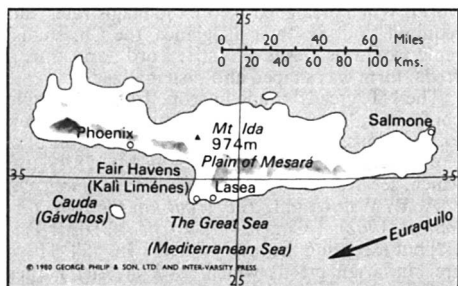 25
0 20 40 60 Miles
0 20 40 60 80 100 Kms.
Phoenix
Mt Ida
974m
Salmone
Plain of Mesará
35
Fair Havens
(Kalì Liménes)
Lasea
35
Cauda
(Gávdhos)
The Great Sea
(Mediterranean Sea)
Euraquilo
© 1980 GEORGE PHILIP & SON, LTD. AND INTER-VARSITY PRESS
25